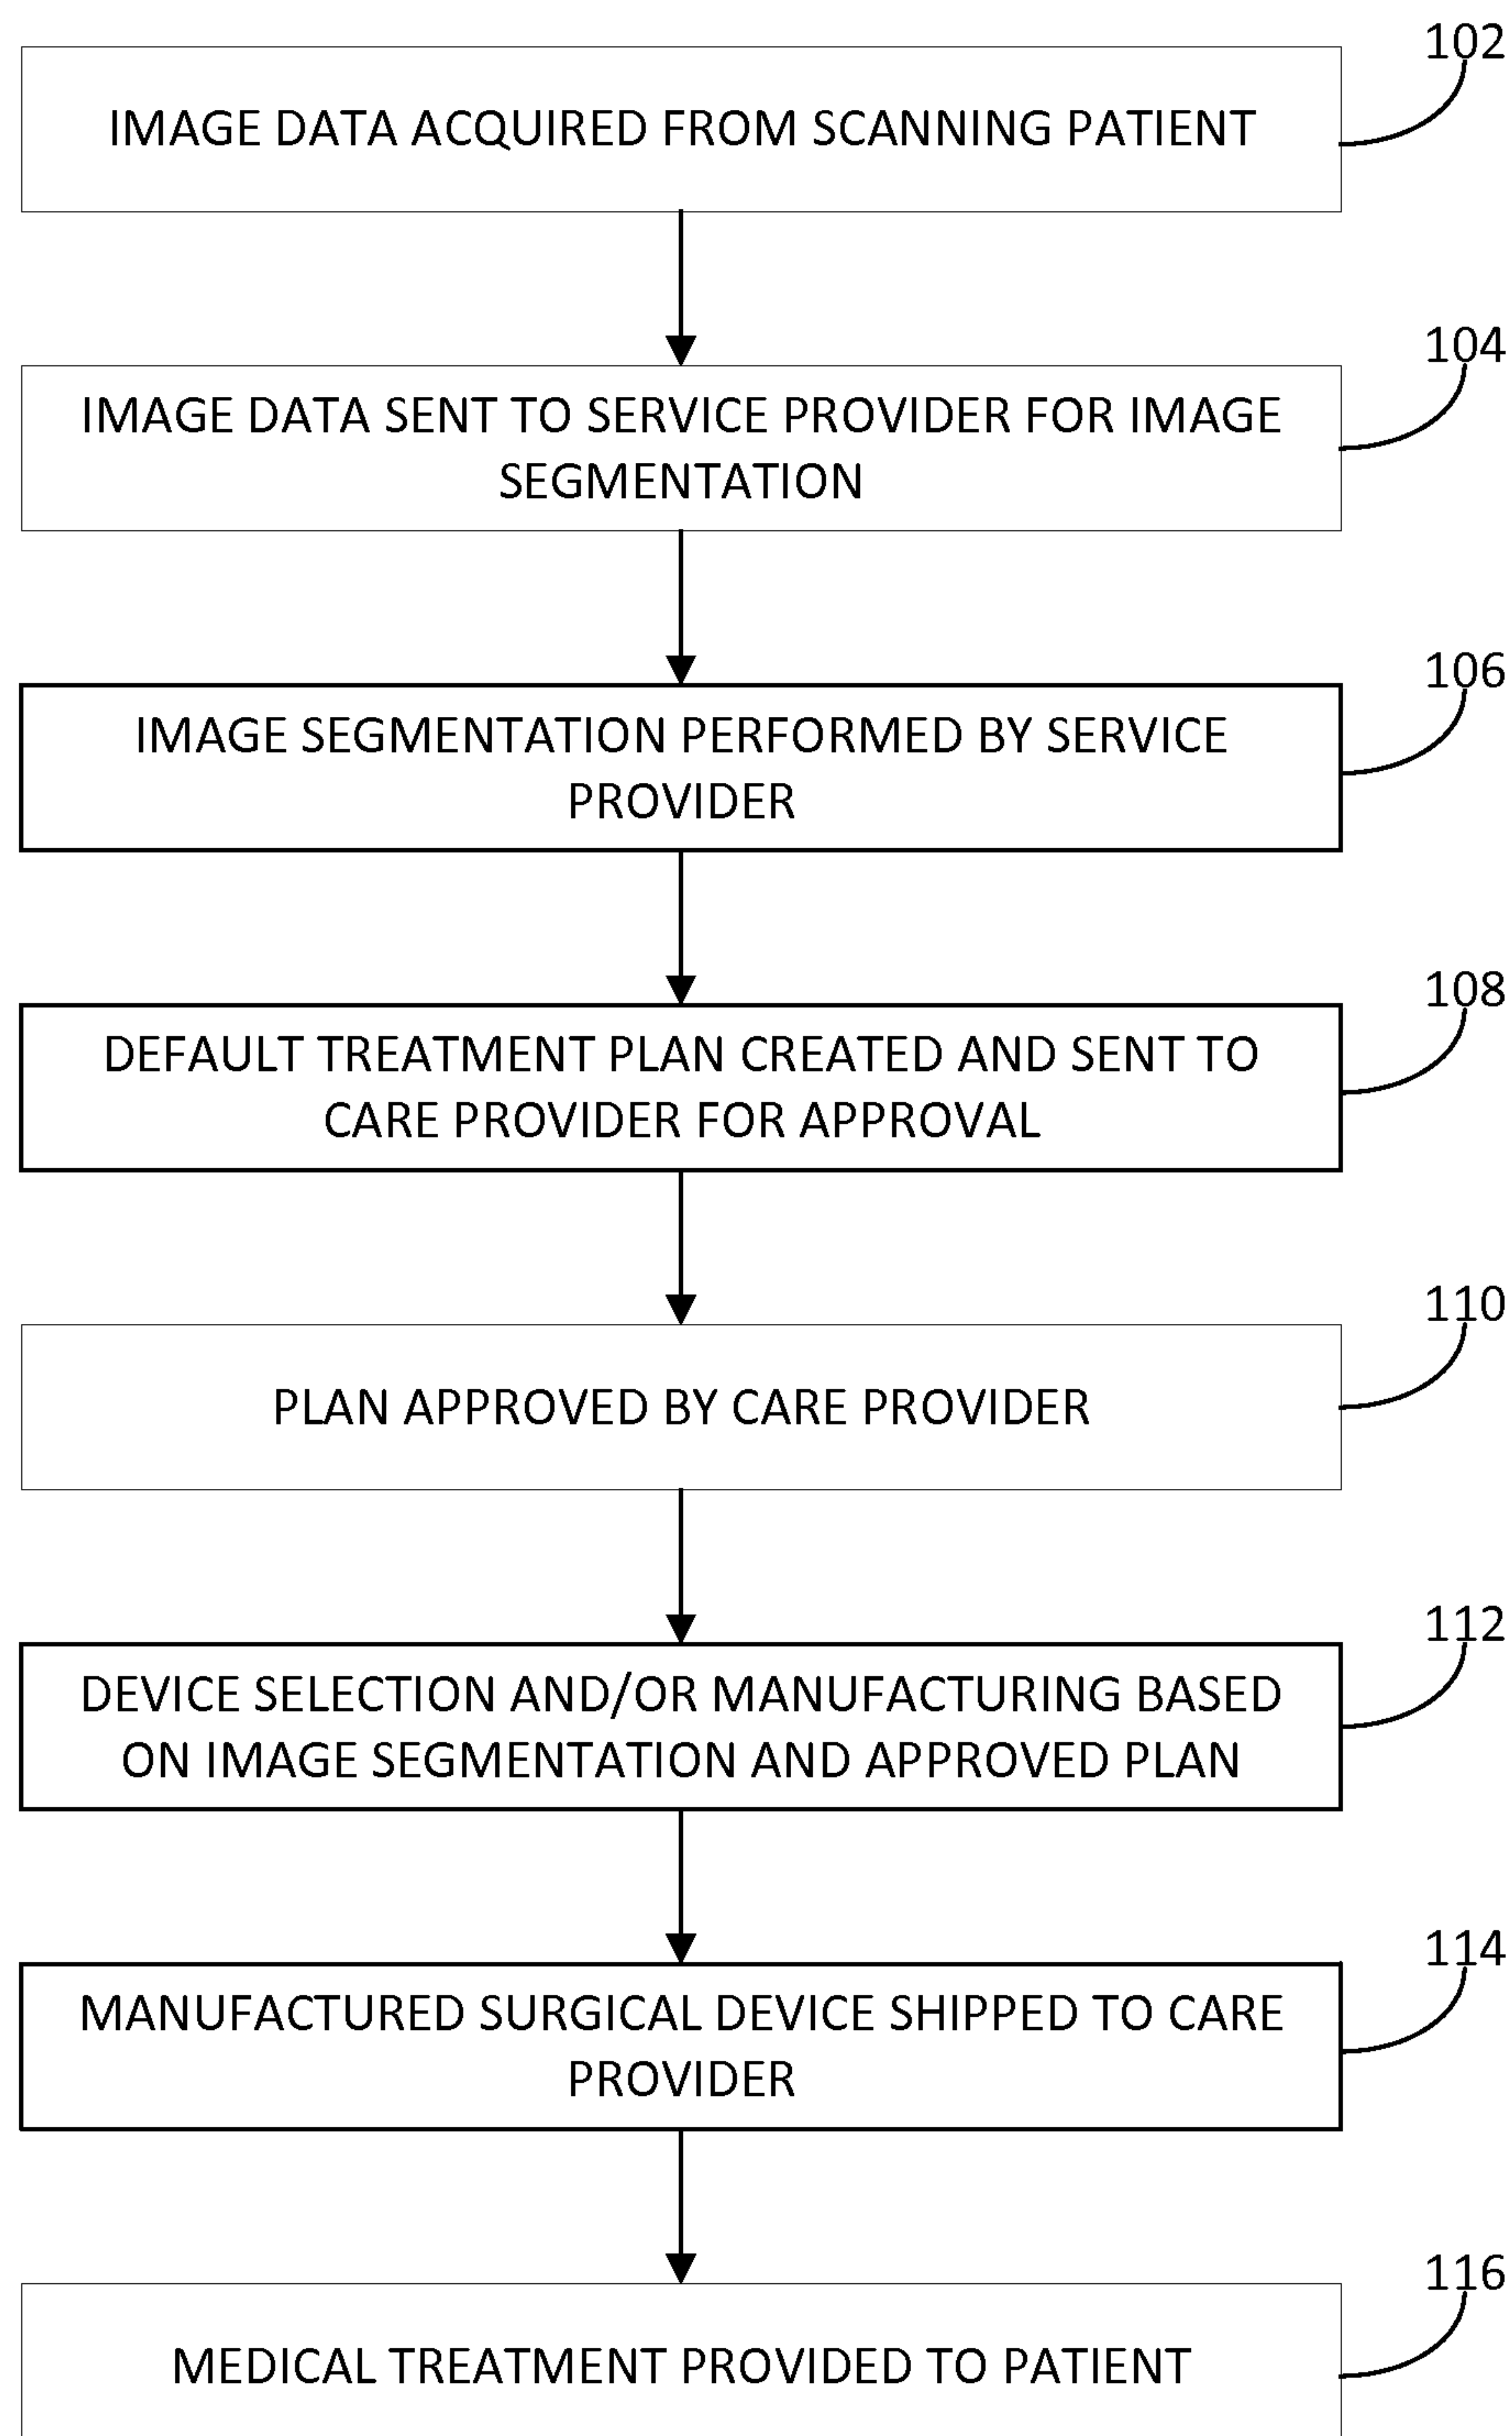 102
IMAGE DATA ACQUIRED FROM SCANNING PATIENT
104
IMAGE DATA SENT TO SERVICE PROVIDER FOR IMAGE
SEGMENTATION
106
IMAGE SEGMENTATION PERFORMED BY SERVICE
PROVIDER
108
DEFAULT TREATMENT PLAN CREATED AND SENT TO
CARE PROVIDER FOR APPROVAL
110
PLAN APPROVED BY CARE PROVIDER
112
DEVICE SELECTION AND/OR MANUFACTURING BASED
ON IMAGE SEGMENTATION AND APPROVED PLAN
114
MANUFACTURED SURGICAL DEVICE SHIPPED TO CARE
PROVIDER
116
MEDICAL TREATMENT PROVIDED TO PATIENT